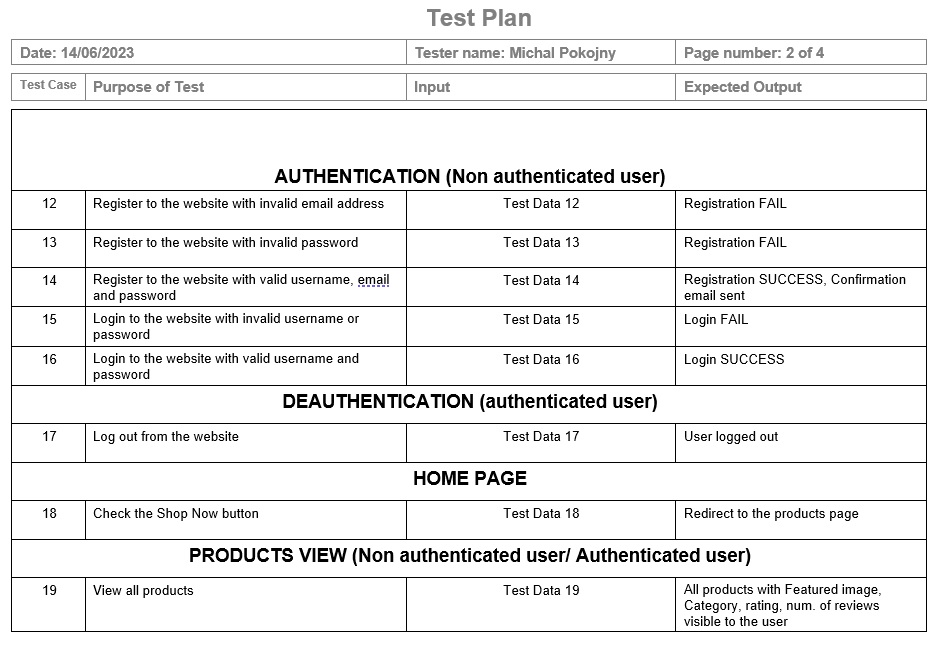 Test Plan
Date: 14/06/2023 Tester name: Michal Pokojny Page number: 2 of 4
Test Case Purpose of Test Input Expected Output
AUTHENTICATION (Non authenticated user)
12 Register to the website with invalid email address Test Data 12 Registration FAIL
13 Register to the website with invalid password Test Data 13 Registration FAIL
14 Register to the website with valid username, email Test Data 14 Registration SUCCESS, Confirmation
and password email sent
15 Login to the website with invalid username or Test Data 15 Login FAIL
password
16 Login to the website with valid username and Test Data 16 Login SUCCESS
password
DEAUTHENTICATION (authenticated user)
17 Log out from the website Test Data 17 User logged out
HOME PAGE
18 Check the Shop Now button Test Data 18 Redirect to the products page
PRODUCTS VIEW (Non authenticated user/ Authenticated user)
19 View all products Test Data 19 All products with Featured image,
Category, rating, num. of reviews
visible to the user